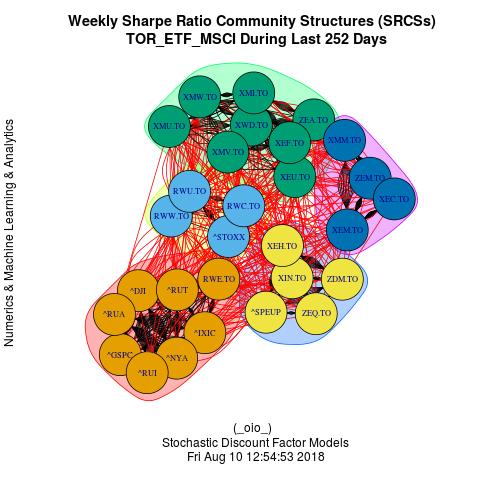 Weekly Sharpe Ratio Community Structures (SRCSs)
TOR_ETF_MSCI During Last 252 Days
Numerics & Machine Learning & Analytics
XMW.TO
XMI.TO
XMU.TO
XWD.TO
ZEA.TO
XMV.TO
XEF.TO
XMM.TO
XEU.TO
ZEM.TO
XEC.TO
RWU.TO
RWC.TO
RWW.TO
XEM.TO
^STOXX
XEH.TO
RWE.TO
XIN.TO
ZDM.TO
^DJI
^RUT
^RUA
^SPEUP
ZEQ.TO
^IXIC
^GSPC
^NYA
^RUI
(_oio_)
Stochastic Discount Factor Models
Fri Aug 10 12:54:53 2018